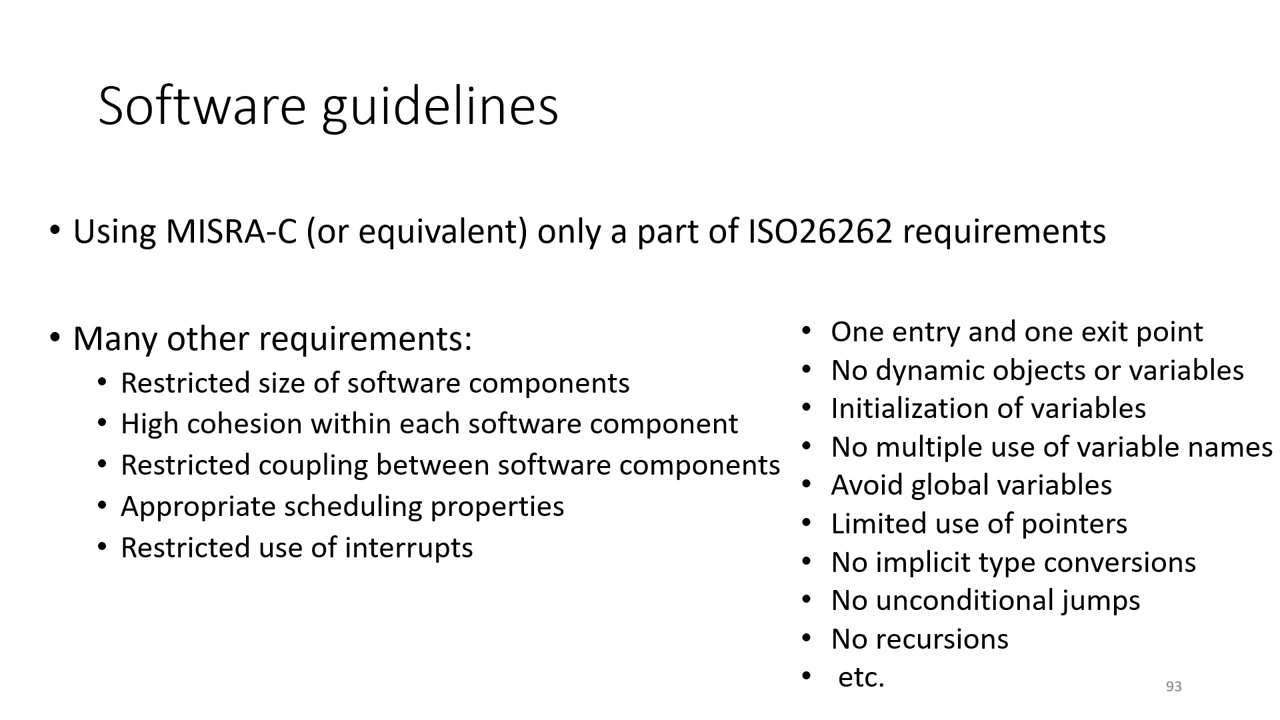 Software guidelines
• Using MISRA-C (or equivalent) only a part of ISO26262 requirements
• Many other requirements:
• Restricted size of software components
• High cohesion within each software component
• Restricted coupling between software components
• Appropriate scheduling properties
• Restricted use of interrupts
• One entry and one exit point
• No dynamic objects or variables
• Initialization of variables
• No multiple use of variable names
• Avoid global variables
• Limited use of pointers
• No implicit type conversions
• No unconditional jumps
• No recursions
• etc.
93